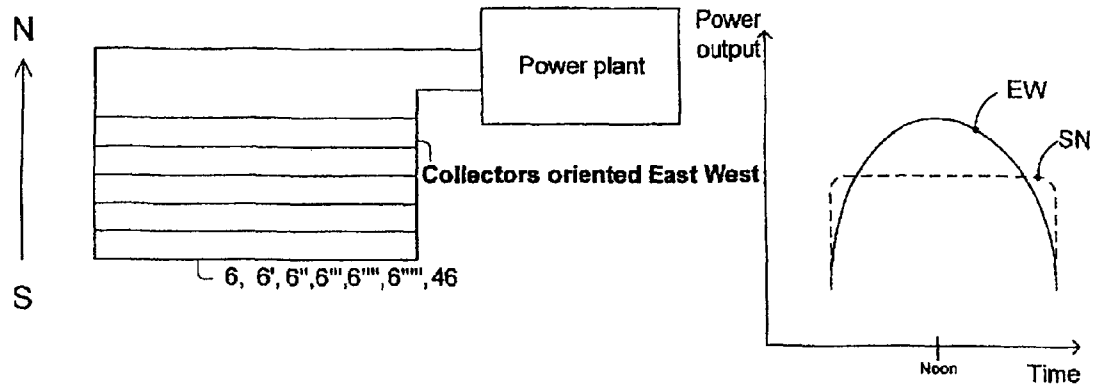 N
S
Power plant
Collectors oriented East West
6, 6', 6'', 6''', 6'''', 6''''', 46
Power
output
EW
SN
Noon
Time